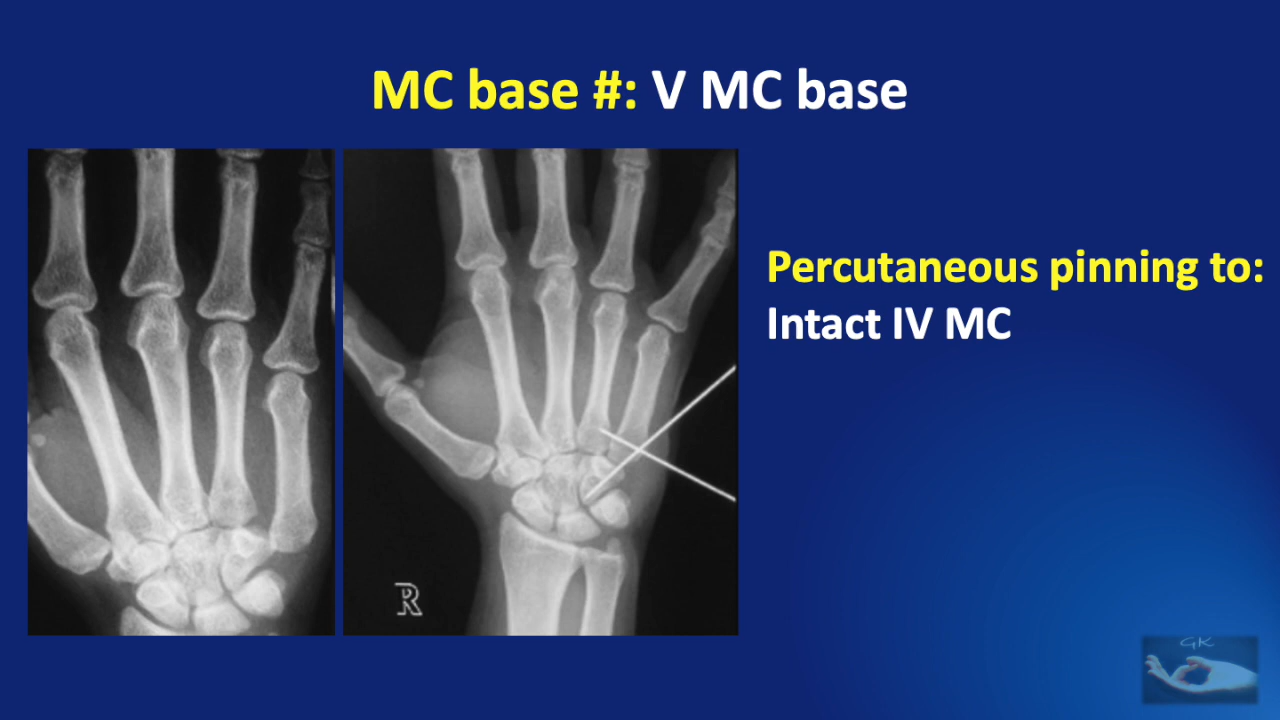 MC base #: V MC base
Percutaneous pinning to:
Intact IV MC
R
GK